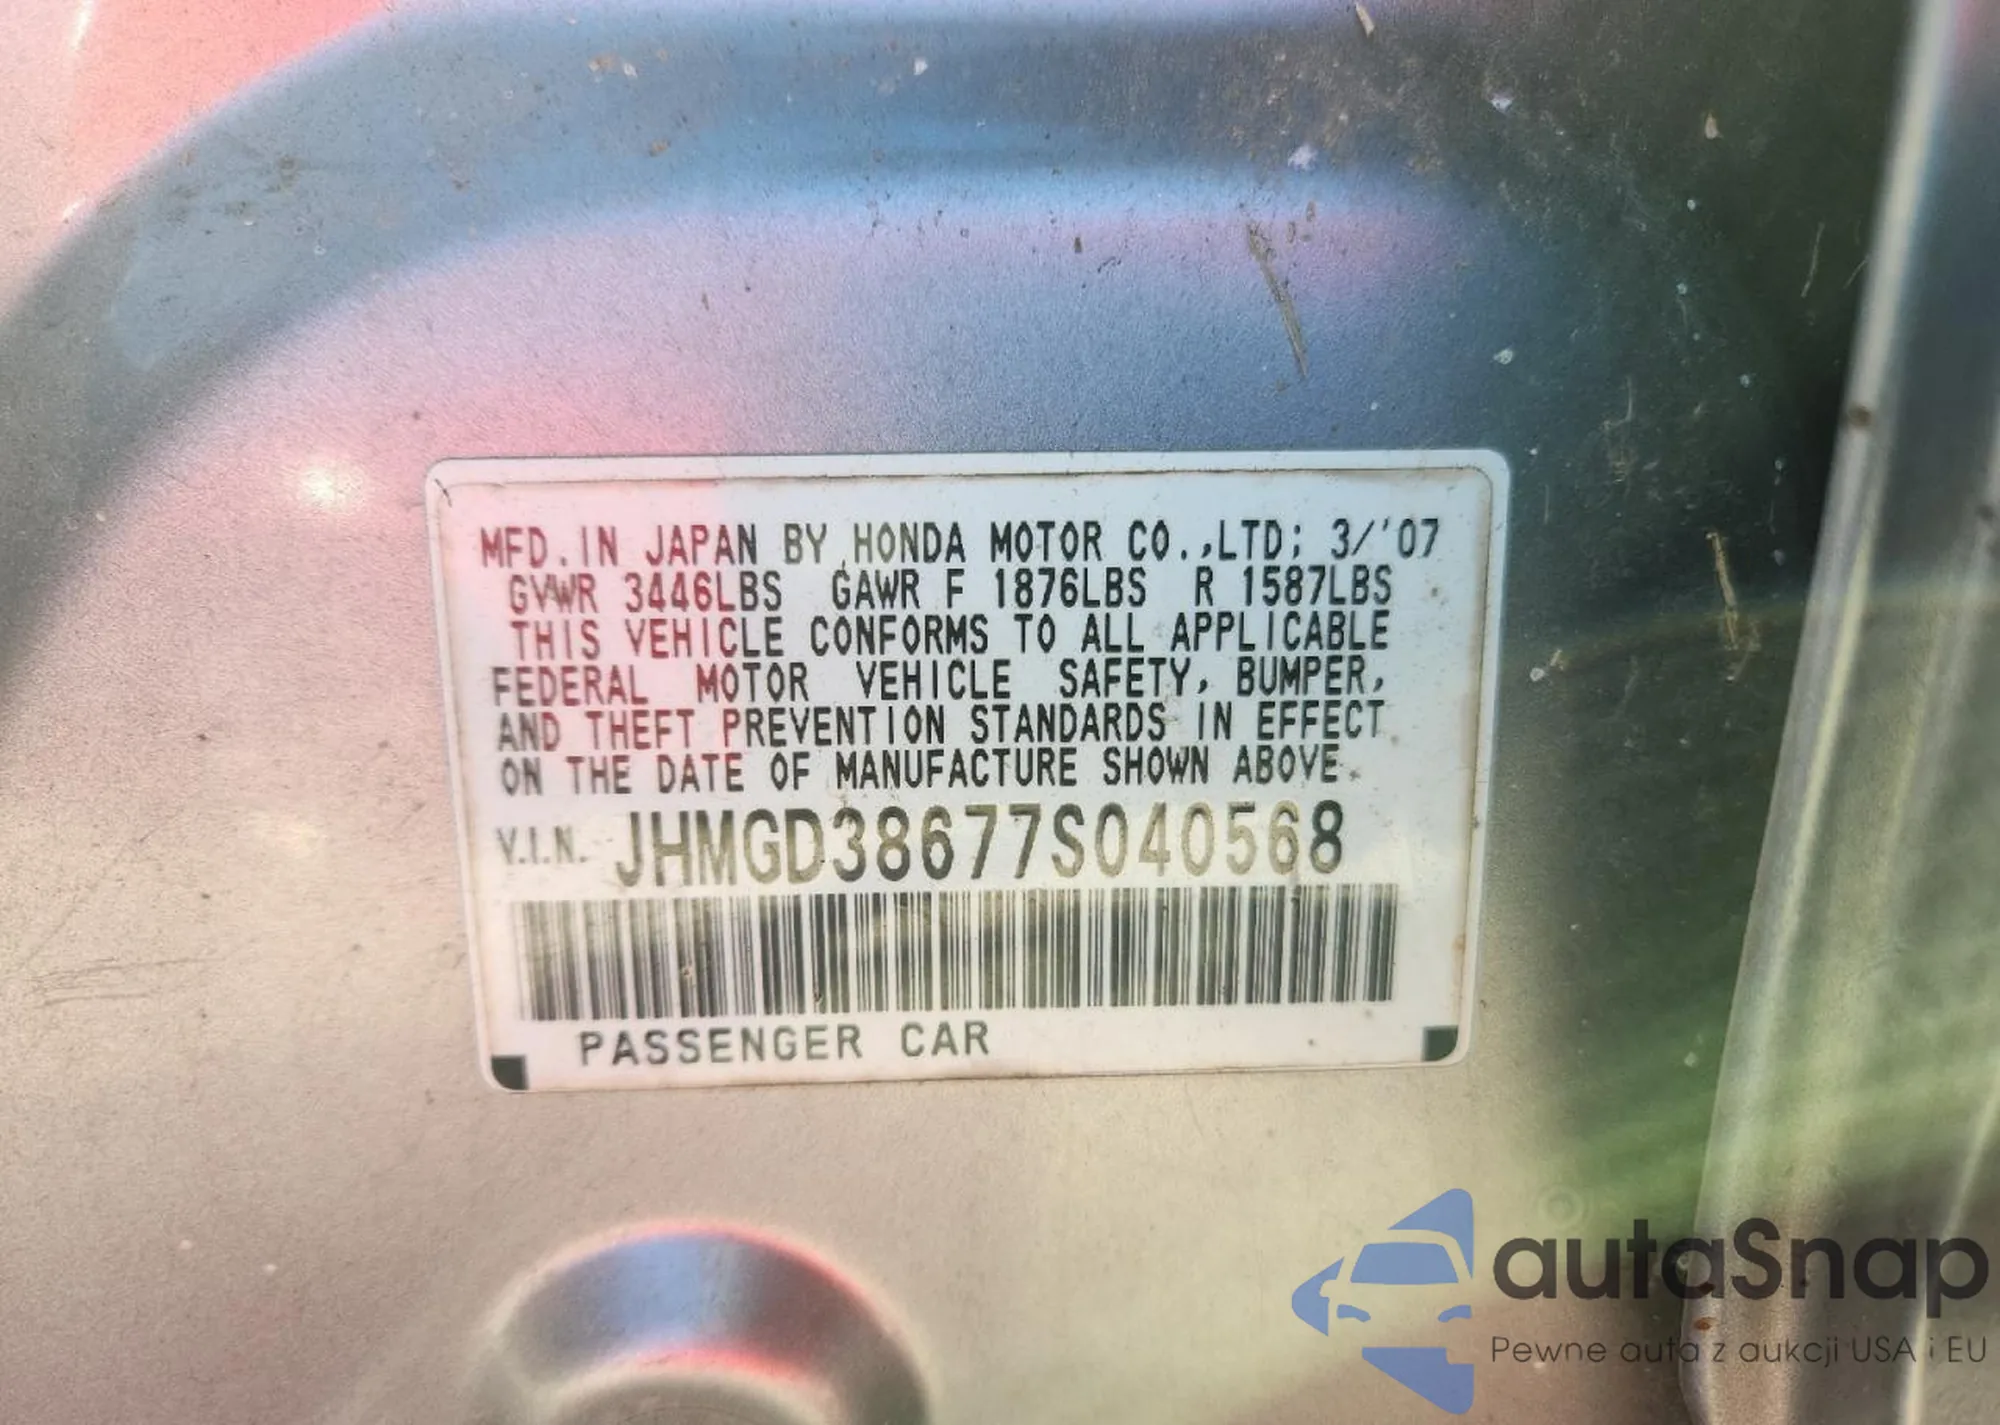 MFD. IN JAPAN BY HONDA MOTOR CO.,LTD; 3/'07
GVWR 3446LBS GAWR F 1876LBS R 1587LBS
THIS VEHICLE CONFORMS TO ALL APPLICABLE
FEDERAL MOTOR VEHICLE SAFETY, BUMPER,
AND THEFT PREVENTION STANDARDS IN EFFECT
ON THE DATE OF MANUFACTURE SHOWN ABOVE.
V.I.N. JHMGD38677S040568
PASSENGER CAR
autaSnap
Pewne auta z aukcji USA i EU